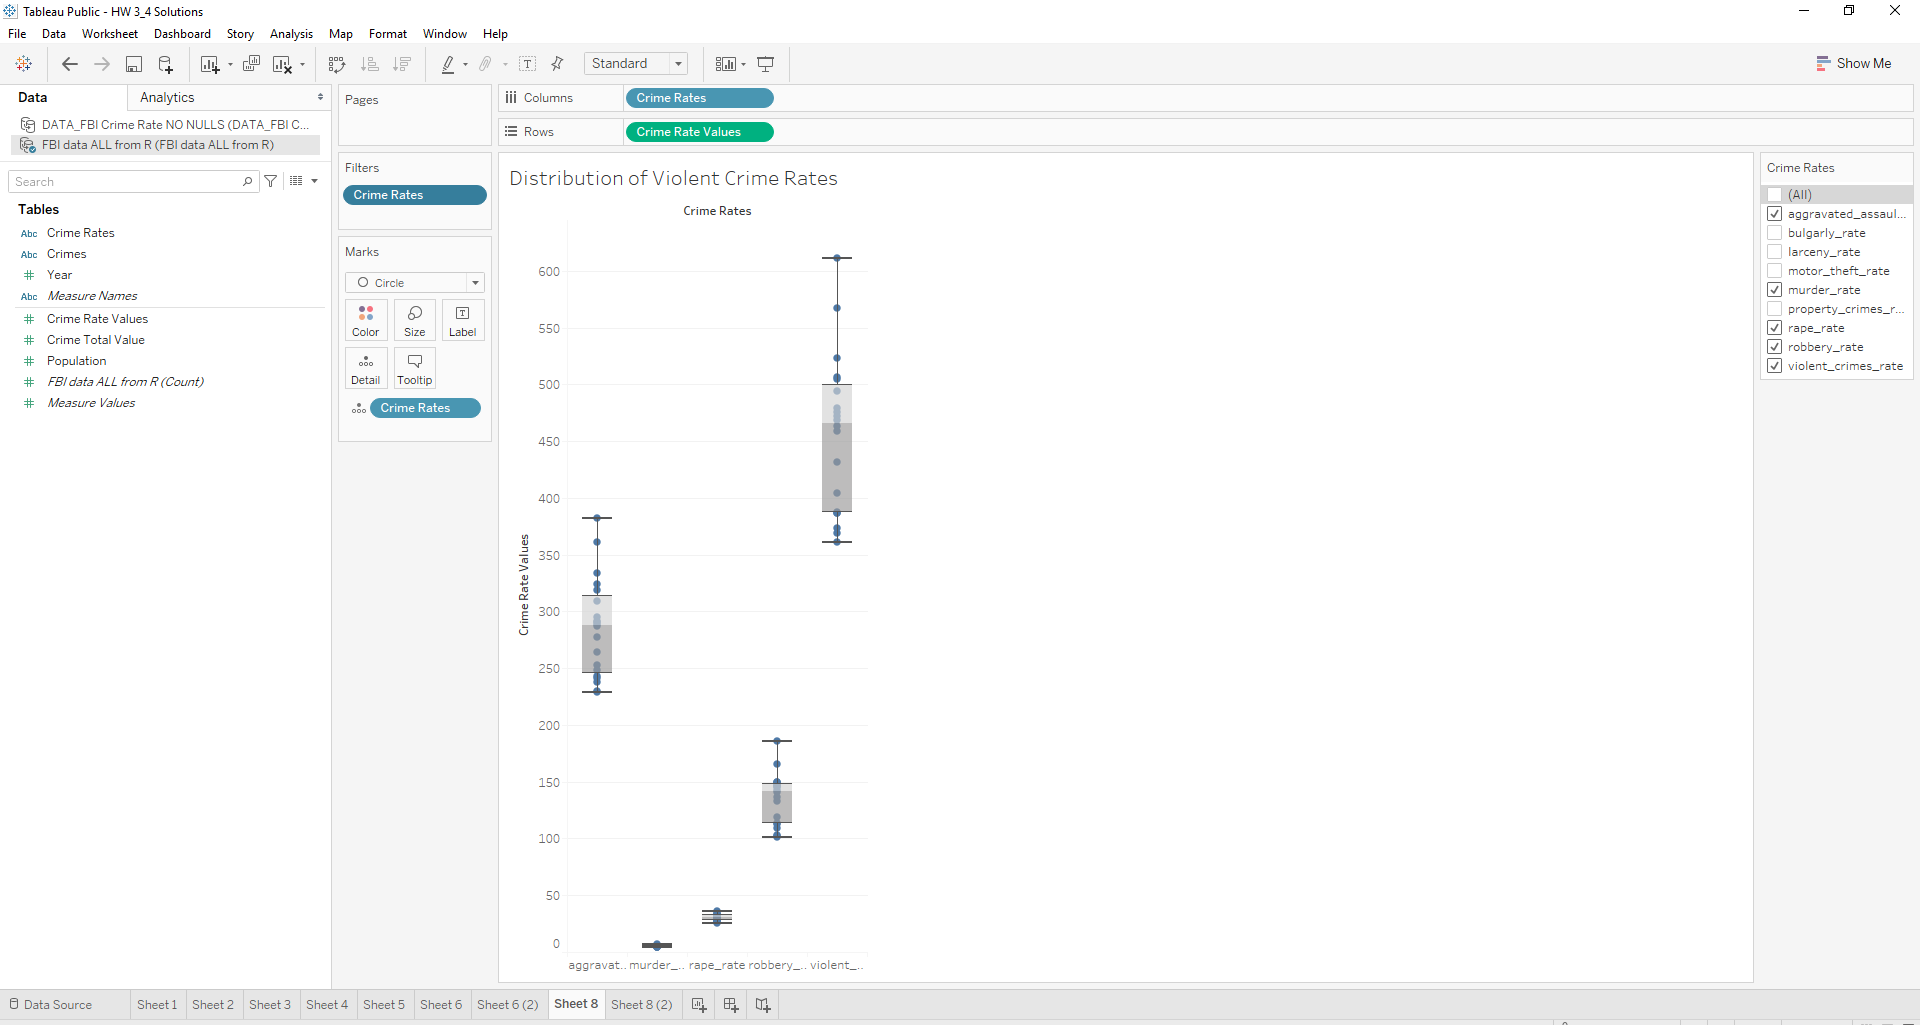 Tableau Public - HW 3_4 Solutions
File Data Worksheet Dashboard Story Analysis Map Format Window Help
Standard
Show Me
Data Analytics
DATA_FBI Crime Rate NO NULLS (DATA_FBI C...
FBI data ALL from R (FBI data ALL from R)
Search
Tables
Abc Crime Rates
Abc Crimes
# Year
Abc Measure Names
# Crime Rate Values
# Crime Total Value
# Population
# FBI data ALL from R (Count)
# Measure Values
Pages
Filters
Crime Rates
Marks
Circle
Color Size Label
Detail Tooltip
Crime Rates
Columns Crime Rates
Rows Crime Rate Values
Distribution of Violent Crime Rates
Crime Rates
Crime Rate Values
600
550
500
450
400
350
300
250
200
150
100
50
0
aggravat.. murder_.. rape_rate robbery_.. violent_..
Crime Rates
(All)
aggravated_assaul...
bulgarly_rate
larceny_rate
motor_theft_rate
murder_rate
property_crimes_r...
rape_rate
robbery_rate
violent_crimes_rate
Data Source Sheet 1 Sheet 2 Sheet 3 Sheet 4 Sheet 5 Sheet 6 Sheet 6 (2) Sheet 8 Sheet 8 (2)